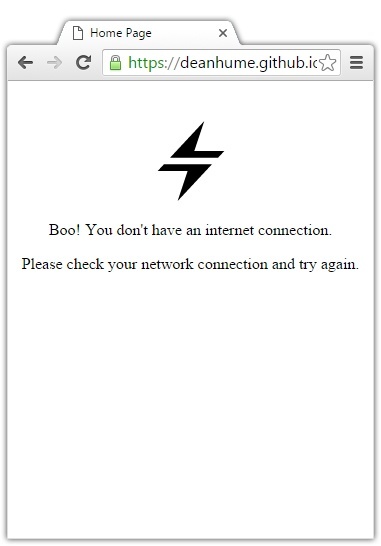 Home Page
https://deanhume.github.io
Boo! You don't have an internet connection.
Please check your network connection and try again.